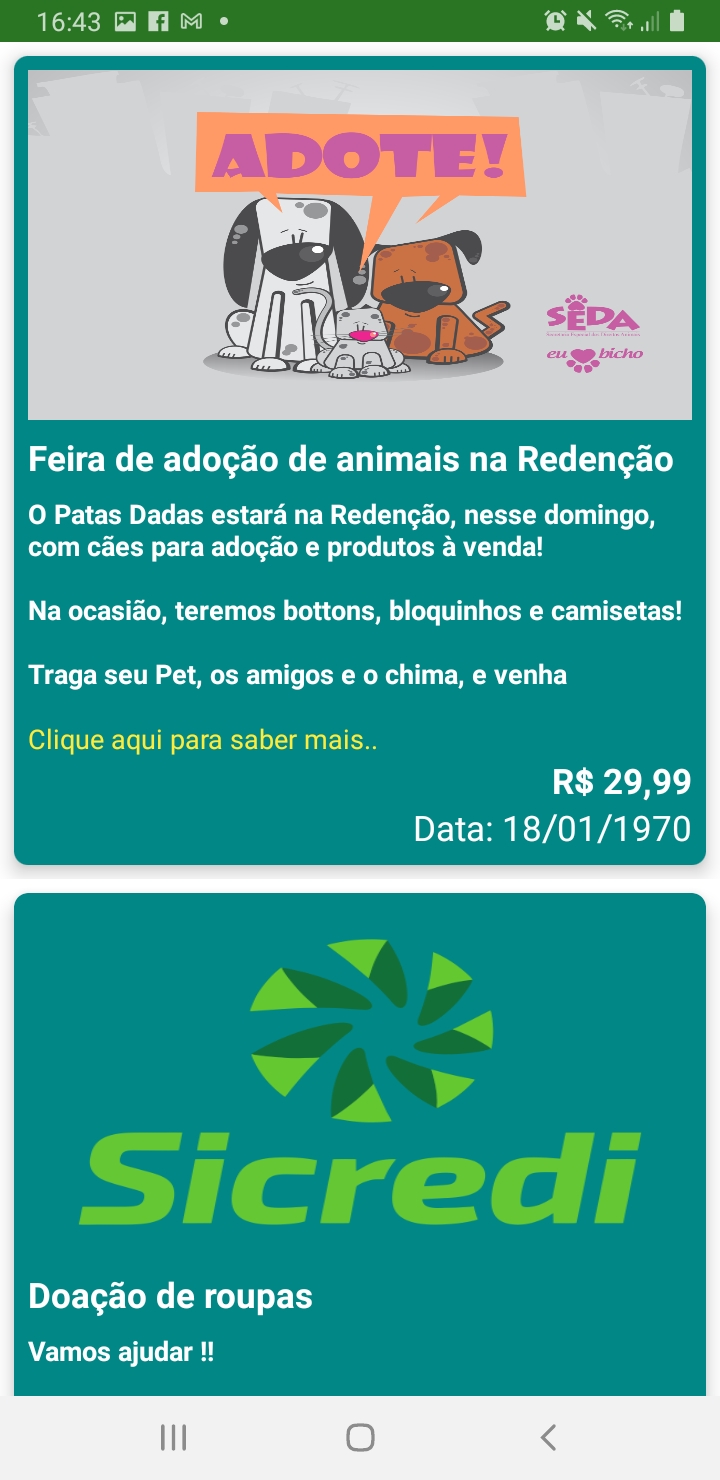 16:43
ADOTE!
SEDA
eu bicho
Feira de adoção de animais na Redenção
O Patas Dadas estará na Redenção, nesse domingo,
com cães para adoção e produtos à venda!
Na ocasião, teremos bottons, bloquinhos e camisetas!
Traga seu Pet, os amigos e o chima, e venha
Clique aqui para saber mais..
R$ 29,99
Data: 18/01/1970
Sicredi
Doação de roupas
Vamos ajudar !!